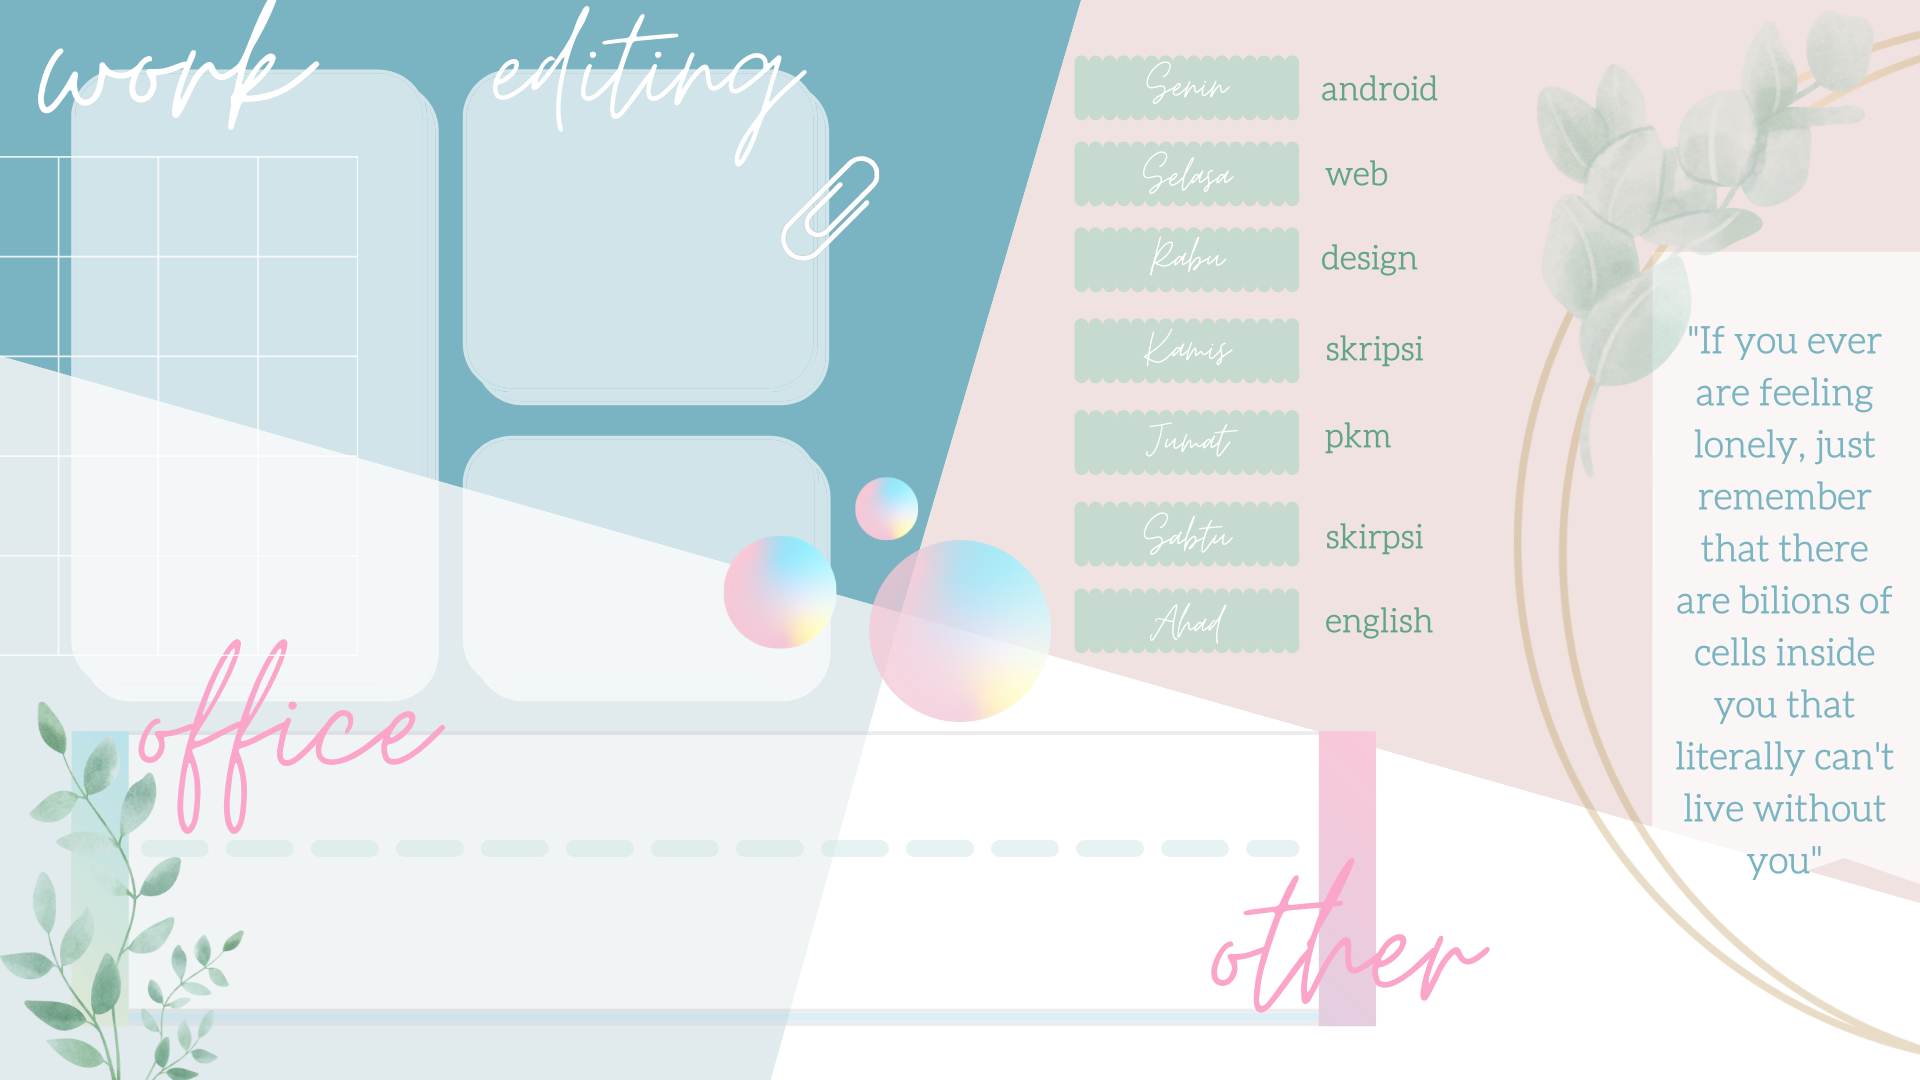 work
editing
Senin android
Selasa web
Rabu design
Kamis skripsi
Jumat pkm
Sabtu skirpsi
Ahad english
"If you ever
are feeling
lonely, just
remember
that there
are bilions of
cells inside
you that
literally can't
live without
you"
office
other